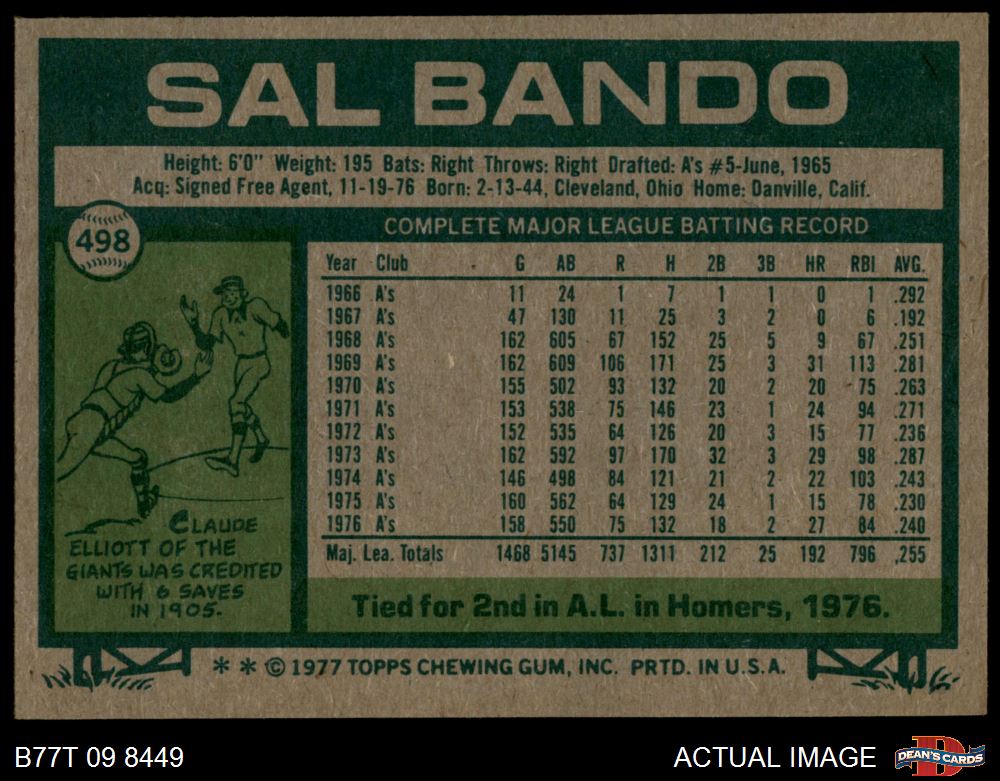 SAL BANDO
Height: 6'0" Weight: 195 Bats: Right Throws: Right Drafted: A's #5-June, 1965
Acq: Signed Free Agent, 11-19-76 Born: 2-13-44, Cleveland, Ohio Home: Danville, Calif.
498
COMPLETE MAJOR LEAGUE BATTING RECORD
Year Club G AB R H 2B 3B HR RBI AVG.
1966 A's 11 24 1 7 1 1 0 1 .292
1967 A's 47 130 11 25 3 2 0 6 .192
1968 A's 162 605 67 152 25 5 9 67 .251
1969 A's 162 609 106 171 25 3 31 113 .281
1970 A's 155 502 93 132 20 2 20 75 .263
1971 A's 153 538 75 146 23 1 24 94 .271
1972 A's 152 535 64 126 20 3 15 77 .236
1973 A's 162 592 97 170 32 3 29 98 .287
1974 A's 146 498 84 121 21 2 22 103 .243
1975 A's 160 562 64 129 24 1 15 78 .230
1976 A's 158 550 75 132 18 2 27 84 .240
Maj. Lea. Totals 1468 5145 737 1311 212 25 192 796 .255
CLAUDE
ELLIOTT OF THE
GIANTS WAS CREDITED
WITH 6 SAVES
IN 1905.
Tied for 2nd in A.L. in Homers, 1976.
* * © 1977 TOPPS CHEWING GUM, INC. PRTD. IN U.S.A.
B77T 09 8449
ACTUAL IMAGE
D
DEAN'S CARDS